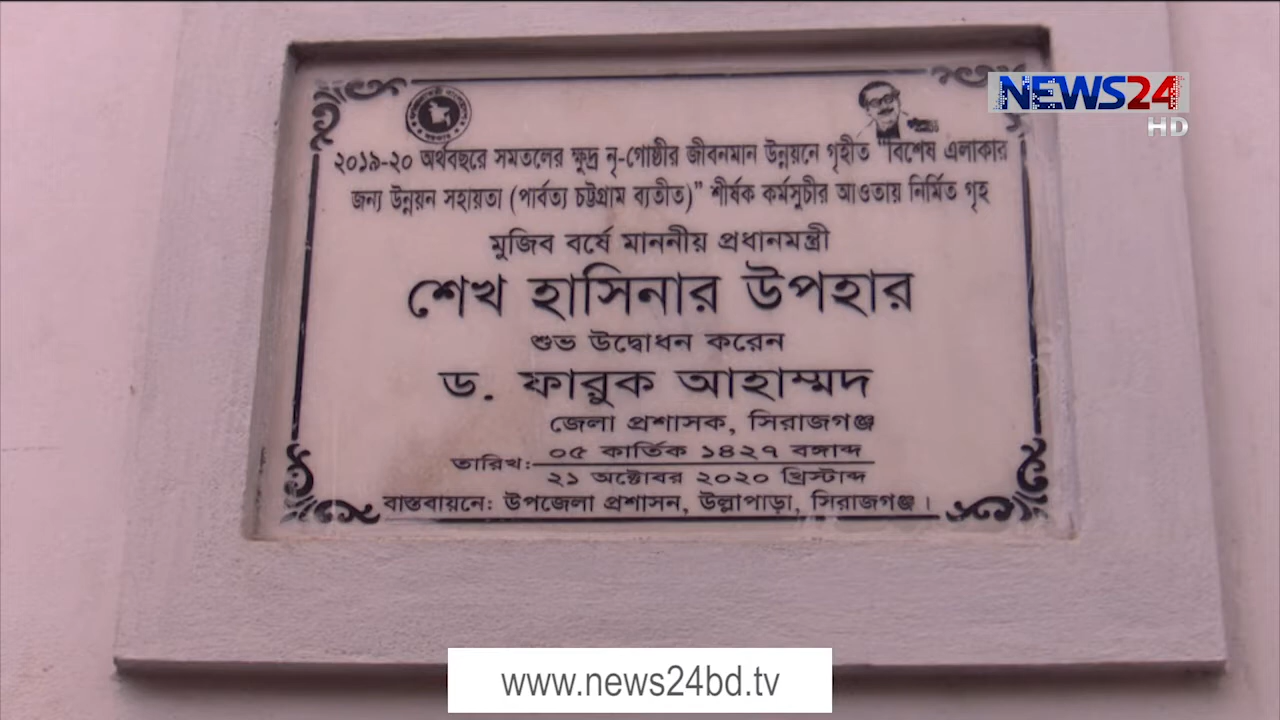 NEWS24
HD
২০১৯-২০ অর্থবছরে সমতলের ক্ষুদ্র নৃ-গোষ্ঠীর জীবনমান উন্নয়নে গৃহীত "বিশেষ এলাকার
জন্য উন্নয়ন সহায়তা (পার্বত্য চট্টগ্রাম ব্যতীত)" শীর্ষক কর্মসূচীর আওতায় নির্মিত গৃহ
মুজিব বর্ষে মাননীয় প্রধানমন্ত্রী
শেখ হাসিনার উপহার
শুভ উদ্বোধন করেন
ড. ফারুক আহাম্মদ
জেলা প্রশাসক, সিরাজগঞ্জ
তারিখ: ০৫ কার্তিক ১৪২৭ বঙ্গাব্দ
২১ অক্টোবর ২০২০ খ্রিস্টাব্দ
বাস্তবায়নে: উপজেলা প্রশাসন, উল্লাপাড়া, সিরাজগঞ্জ।
www.news24bd.tv